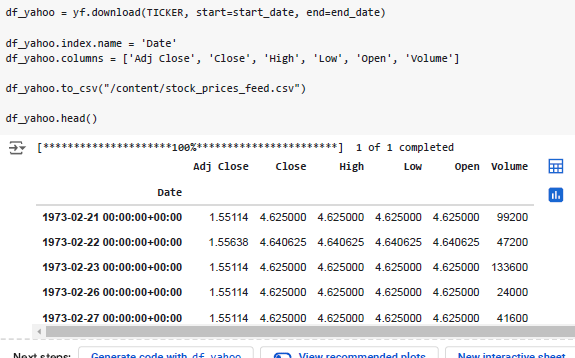 df_yahoo = yf.download(TICKER, start=start_date, end=end_date)
df_yahoo.index.name = 'Date'
df_yahoo.columns = ['Adj Close', 'Close', 'High', 'Low', 'Open', 'Volume']
df_yahoo.to_csv("/content/stock_prices_feed.csv")
df_yahoo.head()
[*********************100%***********************]  1 of 1 completed
Adj Close Close High Low Open Volume
Date
1973-02-21 00:00:00+00:00 1.55114 4.625000 4.625000 4.625000 4.625000 99200
1973-02-22 00:00:00+00:00 1.55638 4.640625 4.640625 4.640625 4.640625 47200
1973-02-23 00:00:00+00:00 1.55114 4.625000 4.625000 4.625000 4.625000 133600
1973-02-26 00:00:00+00:00 1.55114 4.625000 4.625000 4.625000 4.625000 24000
1973-02-27 00:00:00+00:00 1.55114 4.625000 4.625000 4.625000 4.625000 41600
Next steps: Generate code with df_yahoo View recommended plots New interactive sheet